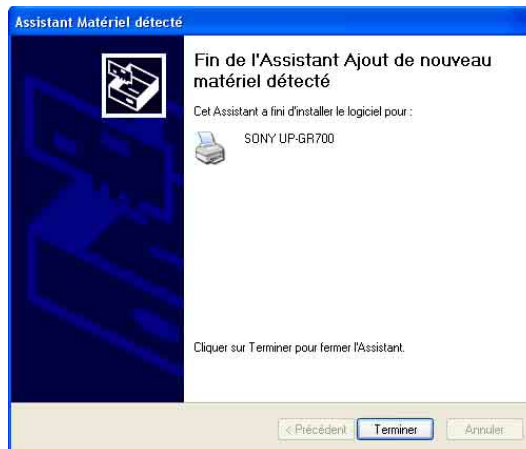 Assistant Matériel détecté
Fin de l'Assistant Ajout de nouveau
matériel détecté
Cet Assistant a fini d'installer le logiciel pour :
SONY UP-GR700
Cliquer sur Terminer pour fermer l'Assistant.
< Précédent
Terminer
Annuler